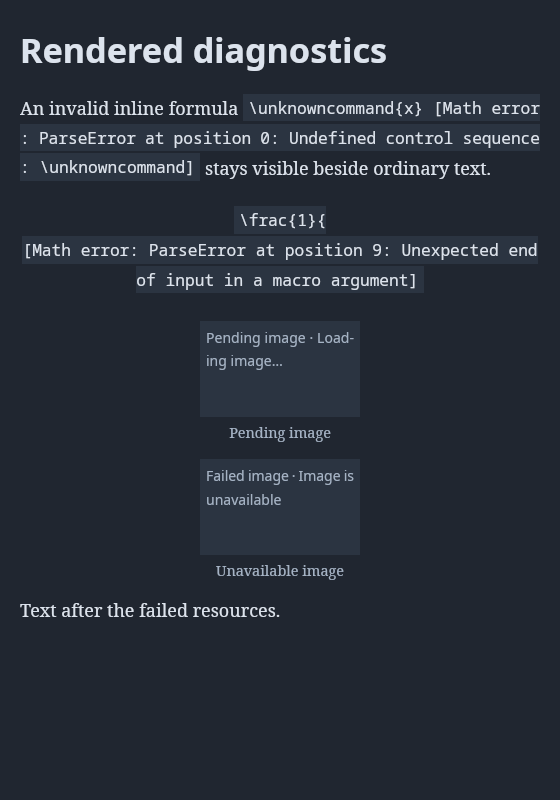 Rendered diagnostics
An invalid inline formula \unknowncommand{x} [Math error
: ParseError at position 0: Undefined control sequence
: \unknowncommand] stays visible beside ordinary text.
\frac{1}{
[Math error: ParseError at position 9: Unexpected end
of input in a macro argument]
Pending image · Load-
ing image…
Pending image
Failed image · Image is
unavailable
Unavailable image
Text after the failed resources.